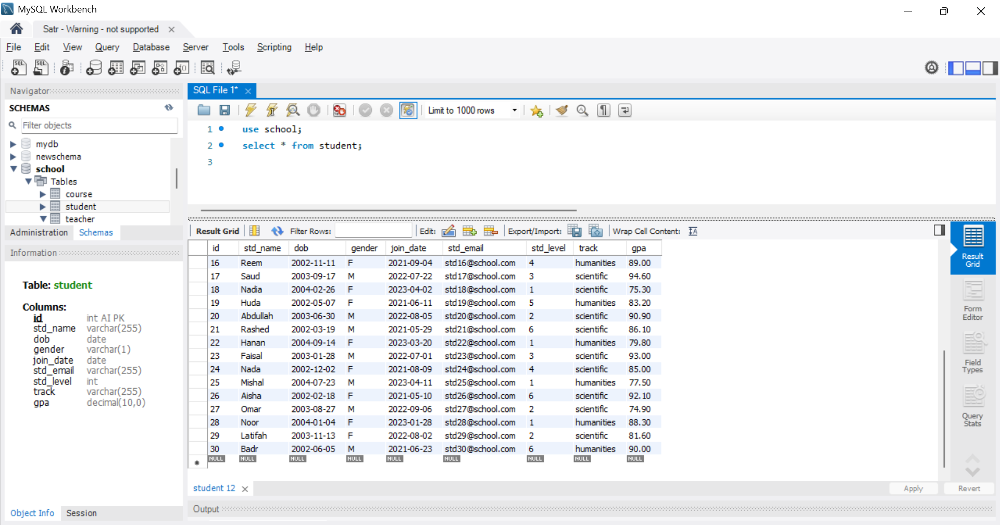 MySQL Workbench
Satr - Warning - not supported
File Edit View Query Database Server Tools Scripting Help
Navigator
SCHEMAS
Filter objects
mydb
newschema
school
Tables
course
student
teacher
Administration Schemas
Information
Table: student
Columns:
id int AI PK
std_name varchar(255)
dob date
gender varchar(1)
join_date date
std_email varchar(255)
std_level int
track varchar(255)
gpa decimal(10,0)
Object Info Session
SQL File 1*
Limit to 1000 rows
1 use school;
2 select * from student;
3
Result Grid Filter Rows: Edit: Export/Import: Wrap Cell Content:
id std_name dob gender join_date std_email std_level track gpa
16 Reem 2002-11-11 F 2021-09-04 std16@school.com 4 humanities 89.00
17 Saud 2003-09-17 M 2022-07-22 std17@school.com 3 scientific 94.60
18 Nadia 2004-02-26 F 2023-04-02 std18@school.com 1 scientific 75.30
19 Huda 2002-05-07 F 2021-06-11 std19@school.com 5 humanities 83.20
20 Abdullah 2003-06-30 M 2022-08-05 std20@school.com 2 scientific 90.90
21 Rashed 2002-03-19 M 2021-05-29 std21@school.com 6 scientific 86.10
22 Hanan 2004-09-14 F 2023-03-20 std22@school.com 1 humanities 79.80
23 Faisal 2003-01-28 M 2022-07-01 std23@school.com 3 scientific 93.00
24 Nada 2002-12-02 F 2021-08-09 std24@school.com 4 scientific 85.00
25 Mishal 2004-07-23 M 2023-04-11 std25@school.com 1 humanities 77.50
26 Aisha 2002-02-18 F 2021-05-10 std26@school.com 6 scientific 92.10
27 Omar 2003-08-27 M 2022-09-06 std27@school.com 2 scientific 74.90
28 Noor 2004-01-04 F 2023-01-28 std28@school.com 1 humanities 88.30
29 Latifah 2003-11-13 F 2022-08-02 std29@school.com 2 scientific 81.60
30 Badr 2002-06-05 M 2021-06-23 std30@school.com 6 humanities 90.00
NULL NULL NULL NULL NULL NULL NULL NULL NULL
Result
Grid
Form
Editor
Field
Types
Query
Stats
student 12
Apply Revert
Output